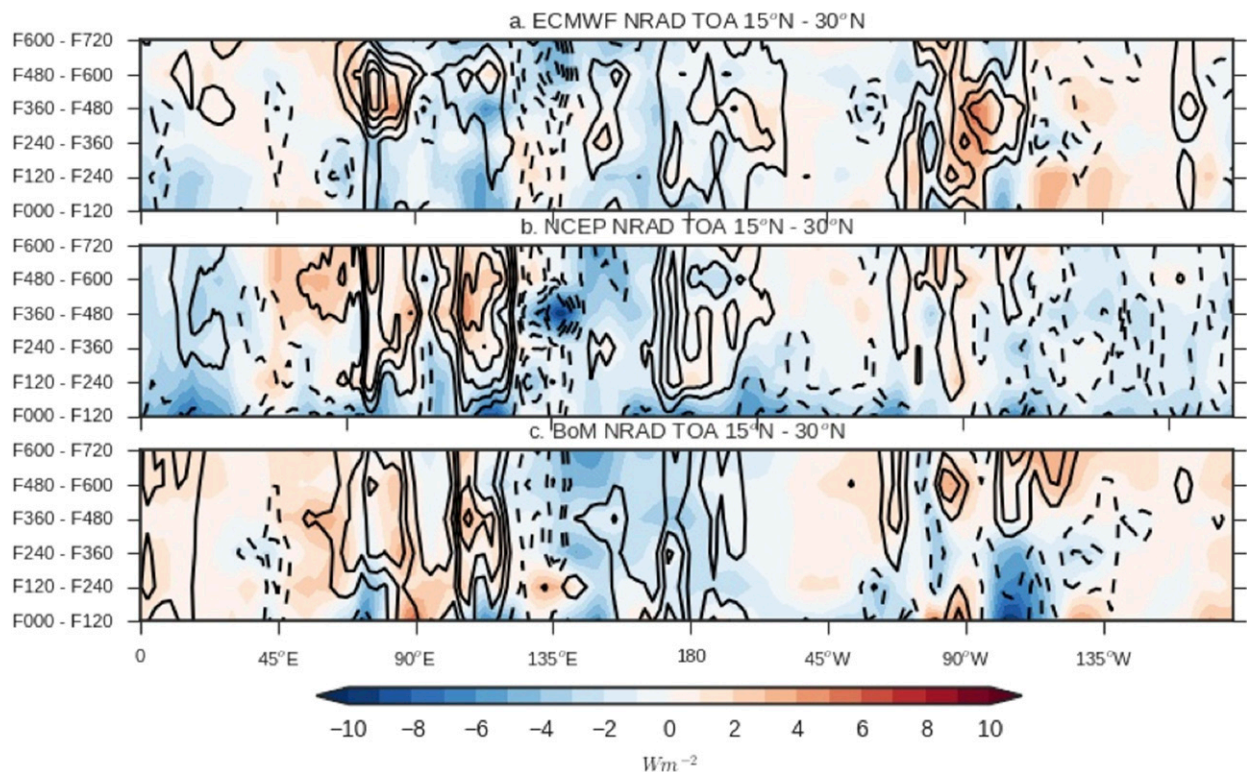 a. ECMWF NRAD TOA 15°N - 30°N
F600 - F720
F480 - F600
F360 - F480
F240 - F360
F120 - F240
F000 - F120
b. NCEP NRAD TOA 15°N - 30°N
F600 - F720
F480 - F600
F360 - F480
F240 - F360
F120 - F240
F000 - F120
c. BoM NRAD TOA 15°N - 30°N
F600 - F720
F480 - F600
F360 - F480
F240 - F360
F120 - F240
F000 - F120
0 45°E 90°E 135°E 180 45°W 90°W 135°W
−10 −8 −6 −4 −2 0 2 4 6 8 10
Wm⁻²